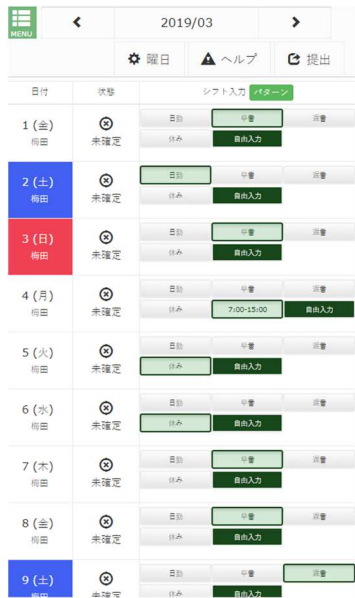 MENU
2019/03
曜日 ヘルプ 提出
日付 状態 シフト入力 パターン
1 (金) 梅田 未確定 日勤 早番 遅番
休み 自由入力
2 (土) 梅田 未確定 日勤 早番 遅番
休み 自由入力
3 (日) 梅田 未確定 日勤 早番 遅番
休み 自由入力
4 (月) 梅田 未確定 日勤 早番 遅番
休み 7:00-15:00 自由入力
5 (火) 梅田 未確定 日勤 早番 遅番
休み 自由入力
6 (水) 梅田 未確定 日勤 早番 遅番
休み 自由入力
7 (木) 梅田 未確定 日勤 早番 遅番
休み 自由入力
8 (金) 梅田 未確定 日勤 早番 遅番
休み 自由入力
9 (土) 梅田 未確定 日勤 早番 遅番
休み 自由入力